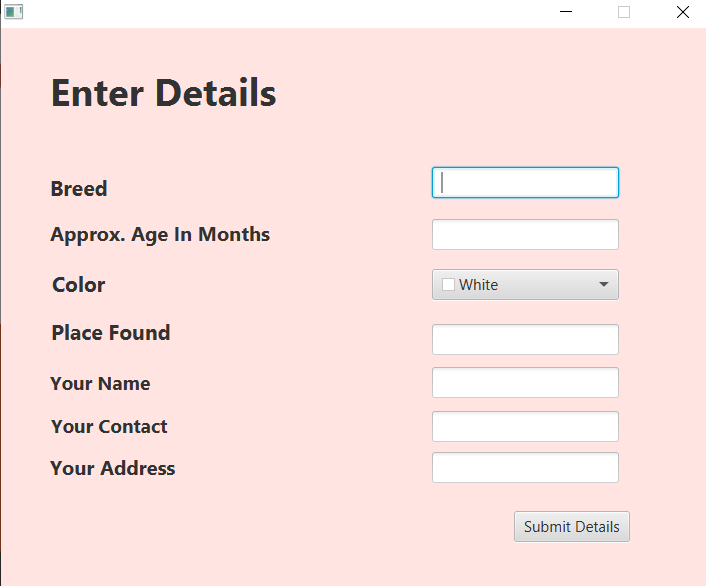 Enter Details
Breed
Approx. Age In Months
Color
White
Place Found
Your Name
Your Contact
Your Address
Submit Details